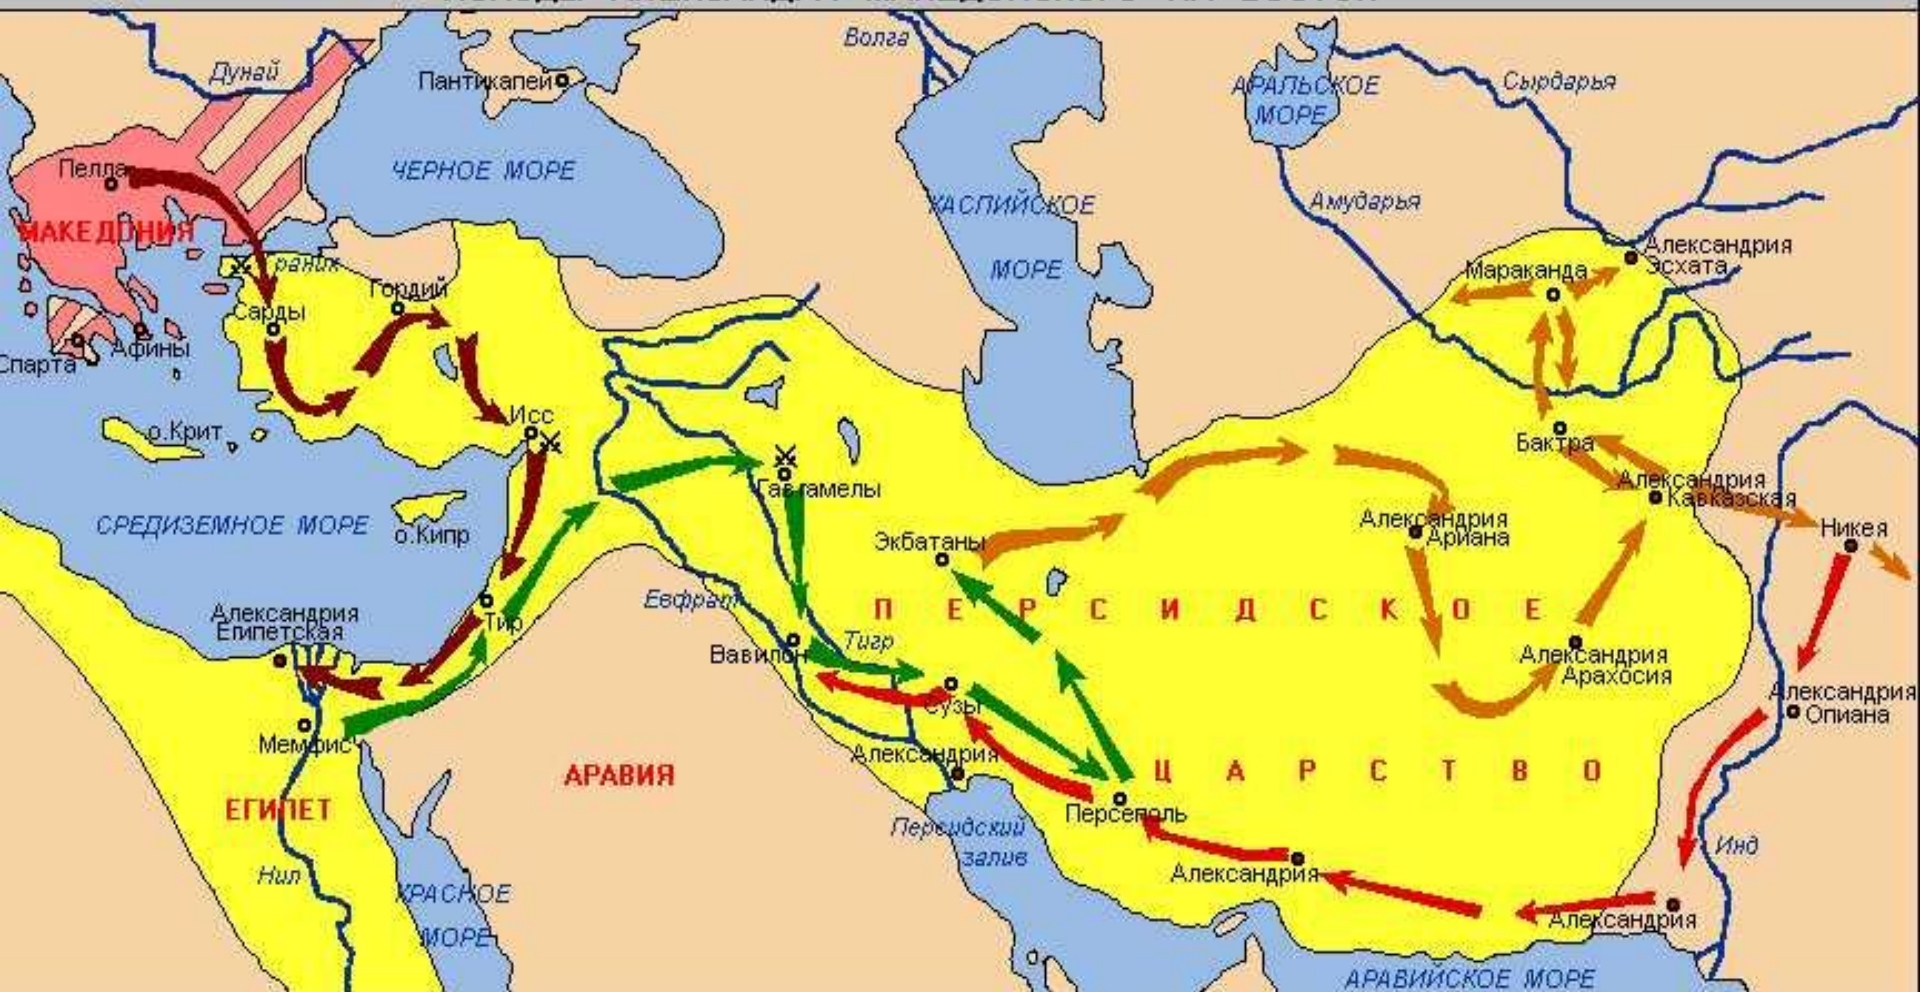 Волга
Дунай
Пантикапей
АРАЛЬСКОЕ
МОРЕ
Сырдарья
Пелла
ЧЕРНОЕ МОРЕ
КАСПИЙСКОЕ
МОРЕ
Амударья
МАКЕДОНИЯ
раник
Гордий
Сарды
Мараканда
Александрия
Эсхата
Спарта
Афины
о.Крит
Исс
Бактра
Гавгамелы
Александрия
Кавказская
СРЕДИЗЕМНОЕ МОРЕ
о.Кипр
Экбатаны
Александрия
Ариана
Никея
Александрия
Египетская
Тир
Евфрат
ПЕРСИДСКОЕ
Вавилон
Тигр
Александрия
Арахосия
Сузы
Александрия
Опиана
Мемфис
Александрия
АРАВИЯ
ЦАРСТВО
ЕГИПЕТ
Персеполь
Персидский
залив
Инд
Нил
Александрия
КРАСНОЕ
МОРЕ
Александрия
АРАВИЙСКОЕ МОРЕ